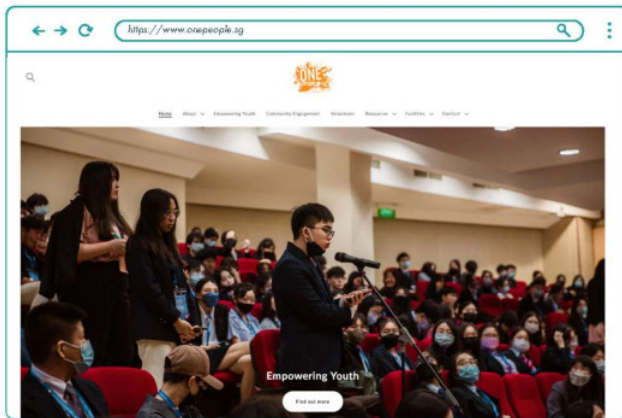 https://www.onepeople.sg
ONE
Home About Empowering Youth Community Engagement Volunteer Resources Facilities Contact
Empowering Youth
Find out more